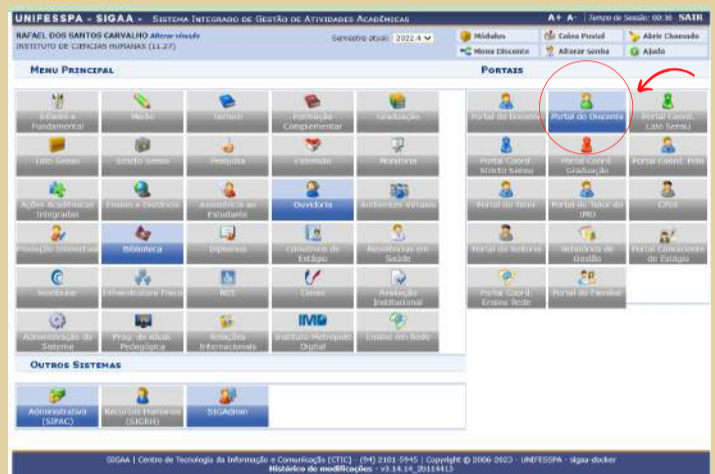 UNIFESSPA - SIGAA - SISTEMA INTEGRADO DE GESTÃO DE ATIVIDADES ACADÊMICAS
A+ A- Tempo de Sessão: 00:30 SAIR
RAFAEL DOS SANTOS CARVALHO Alterar vínculo
Semestre atual: 2022.4
INSTITUTO DE CIENCIAS HUMANAS (11.27)
Módulos
Caixa Postal
Abrir Chamado
Menu Discente
Alterar senha
Ajuda
MENU PRINCIPAL
Infantil e Fundamental
Médio
Técnico
Formação Complementar
Graduação
Lato Sensu
Stricto Sensu
Pesquisa
Extensão
Monitoria
Ações Acadêmicas Integradas
Ensino a Distância
Assistência ao Estudante
Ouvidoria
Ambientes Virtuais
Produção Intelectual
Biblioteca
Diplomas
Convênios de Estágio
Residências em Saúde
Vestibular
Infraestrutura Física
NEE
Censo
Avaliação Institucional
Administração do Sistema
Prog. de Atual. Pedagógica
Relações Internacionais
IMD
Instituto Metrópole Digital
Ensino em Rede
PORTAIS
Portal do Docente
Portal do Discente
Portal Coord. Lato Sensu
Portal Coord. Stricto Sensu
Portal Coord. Graduação
Portal Coord. Polo
Portal do Tutor
Portal do Tutor do IMD
CPDI
Portal da Reitoria
Relatórios de Gestão
Portal Concedente de Estágio
Portal Coord. Ensino Rede
Portal do Familiar
OUTROS SISTEMAS
Administrativo (SIPAC)
Recursos Humanos (SIGRH)
SIGAdmin
SIGAA | Centro de Tecnologia da Informação e Comunicação (CTIC) - (94) 2101-5945 | Copyright © 2006-2023 - UNIFESSPA - sigaa-docker
Histórico de modificações